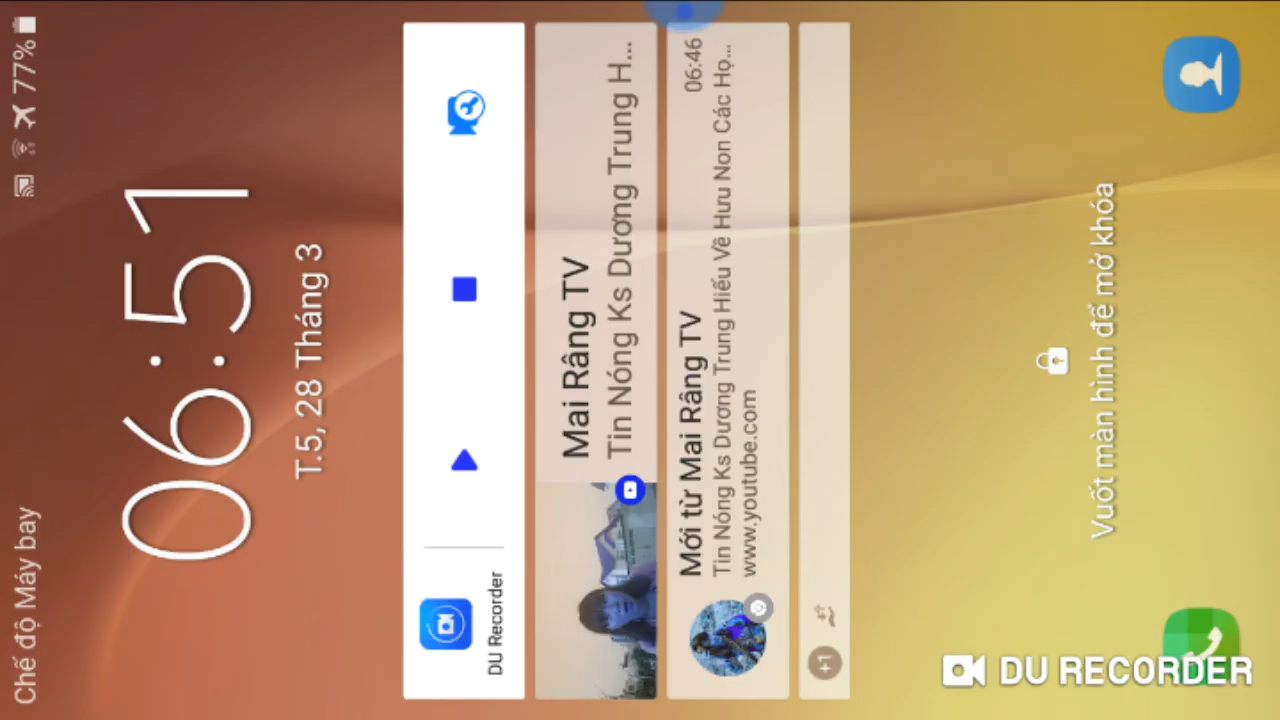 Chế độ Máy bay
77%
06:51
T.5, 28 Tháng 3
DU Recorder
Mai Râng TV
Tin Nóng Ks Dương Trung H...
Mới từ Mai Râng TV
06:46
Tin Nóng Ks Dương Trung Hiếu Về Hưu Non Các Họ...
www.youtube.com
+1
Vuốt màn hình để mở khóa
DU RECORDER